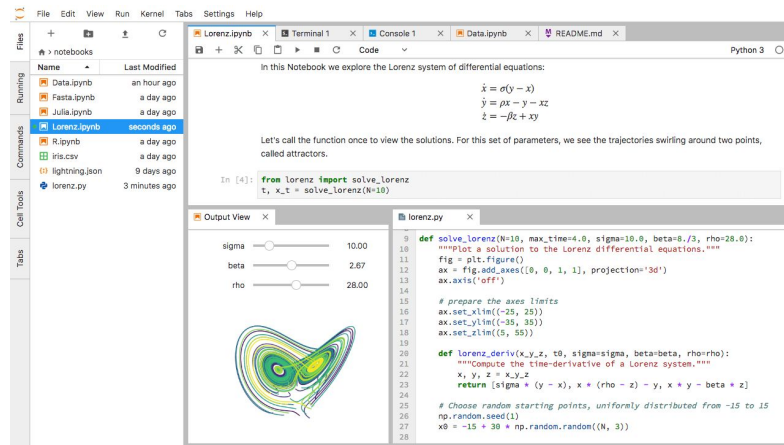 File Edit View Run Kernel Tabs Settings Help
Files
Running
Commands
Cell Tools
Tabs
notebooks
Name Last Modified
Data.ipynb an hour ago
Fasta.ipynb a day ago
Julia.ipynb a day ago
Lorenz.ipynb seconds ago
R.ipynb a day ago
iris.csv a day ago
lightning.json 9 days ago
lorenz.py 3 minutes ago
Lorenz.ipynb Terminal 1 Console 1 Data.ipynb README.md
Code Python 3
In this Notebook we explore the Lorenz system of differential equations:
ẋ = σ(y − x)
ẏ = ρx − y − xz
ż = −βz + xy
Let's call the function once to view the solutions. For this set of parameters, we see the trajectories swirling around two points,
called attractors.
In [4]: from lorenz import solve_lorenz
t, x_t = solve_lorenz(N=10)
Output View
sigma 10.00
beta 2.67
rho 28.00
lorenz.py
9 def solve_lorenz(N=10, max_time=4.0, sigma=10.0, beta=8./3, rho=28.0):
10 """Plot a solution to the Lorenz differential equations."""
11 fig = plt.figure()
12 ax = fig.add_axes([0, 0, 1, 1], projection='3d')
13 ax.axis('off')
14
15 # prepare the axes limits
16 ax.set_xlim((-25, 25))
17 ax.set_ylim((-35, 35))
18 ax.set_zlim((5, 55))
19
20 def lorenz_deriv(x_y_z, t0, sigma=sigma, beta=beta, rho=rho):
21 """Compute the time-derivative of a Lorenz system."""
22 x, y, z = x_y_z
23 return [sigma * (y - x), x * (rho - z) - y, x * y - beta * z]
24
25 # Choose random starting points, uniformly distributed from -15 to 15
26 np.random.seed(1)
27 x0 = -15 + 30 * np.random.random((N, 3))
28